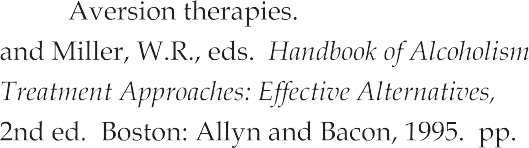 Aversion therapies.
and Miller, W.R., eds. Handbook of Alcoholism
Treatment Approaches: Effective Alternatives,
2nd ed. Boston: Allyn and Bacon, 1995. pp.